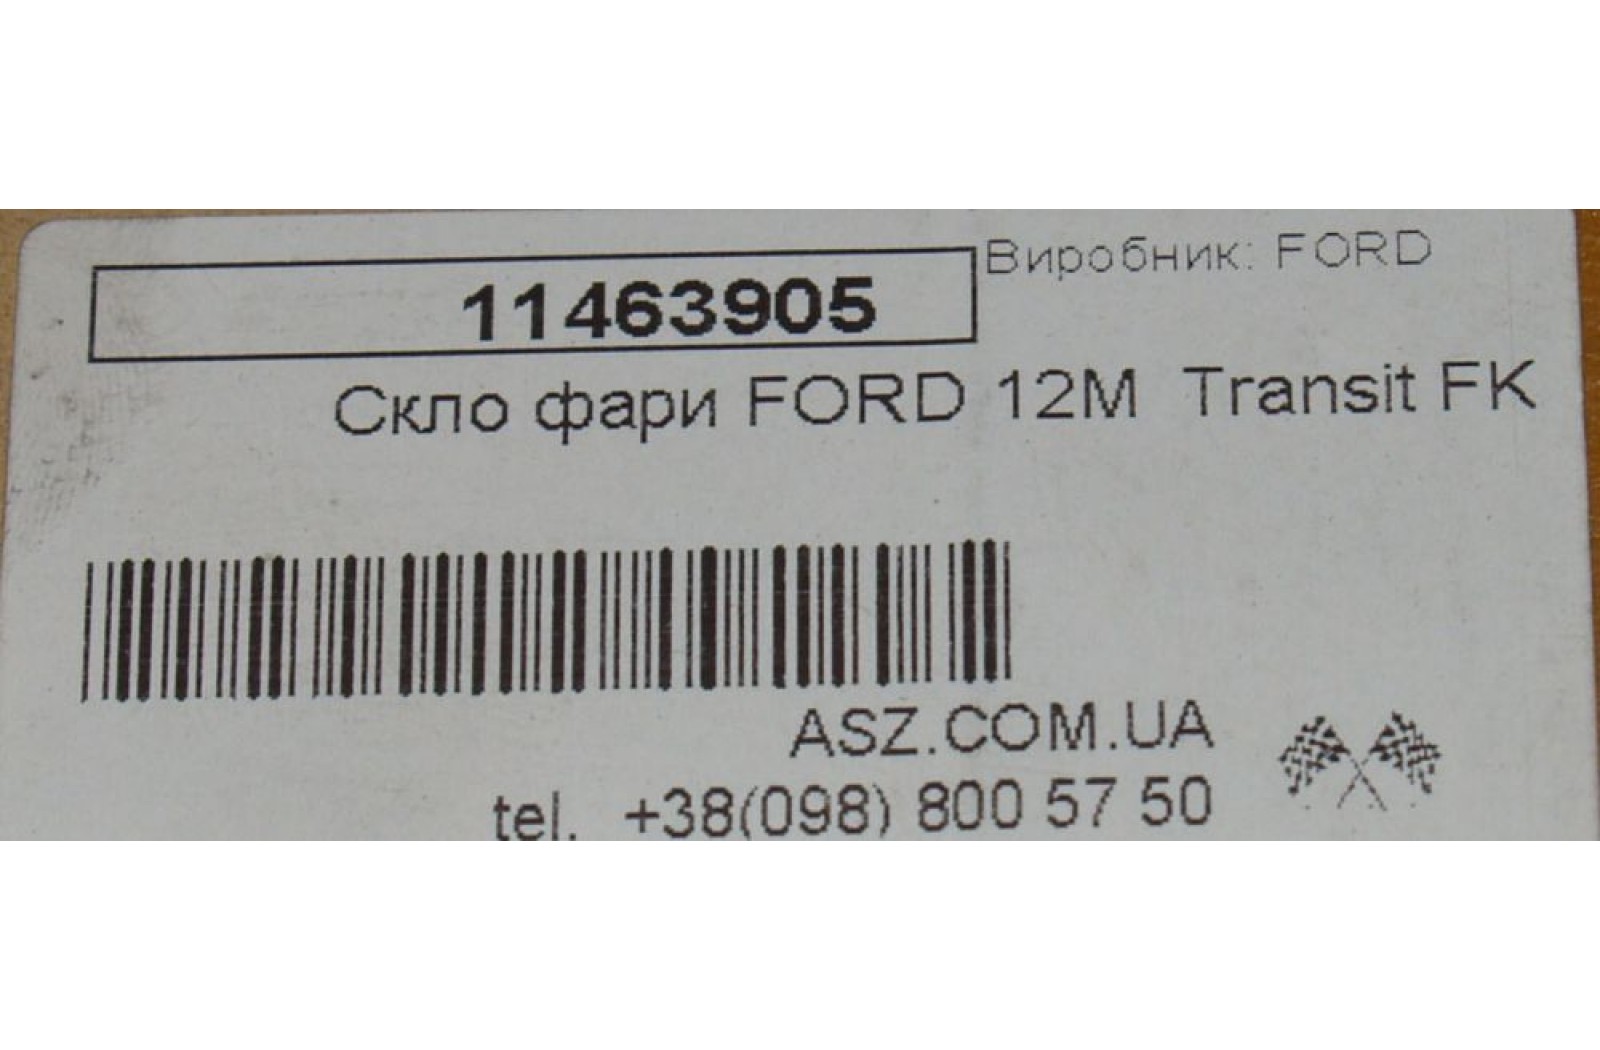 Виробник: FORD
11463905
Скло фари FORD 12M Transit FK
ASZ.COM.UA
tel. +38(098) 800 57 50